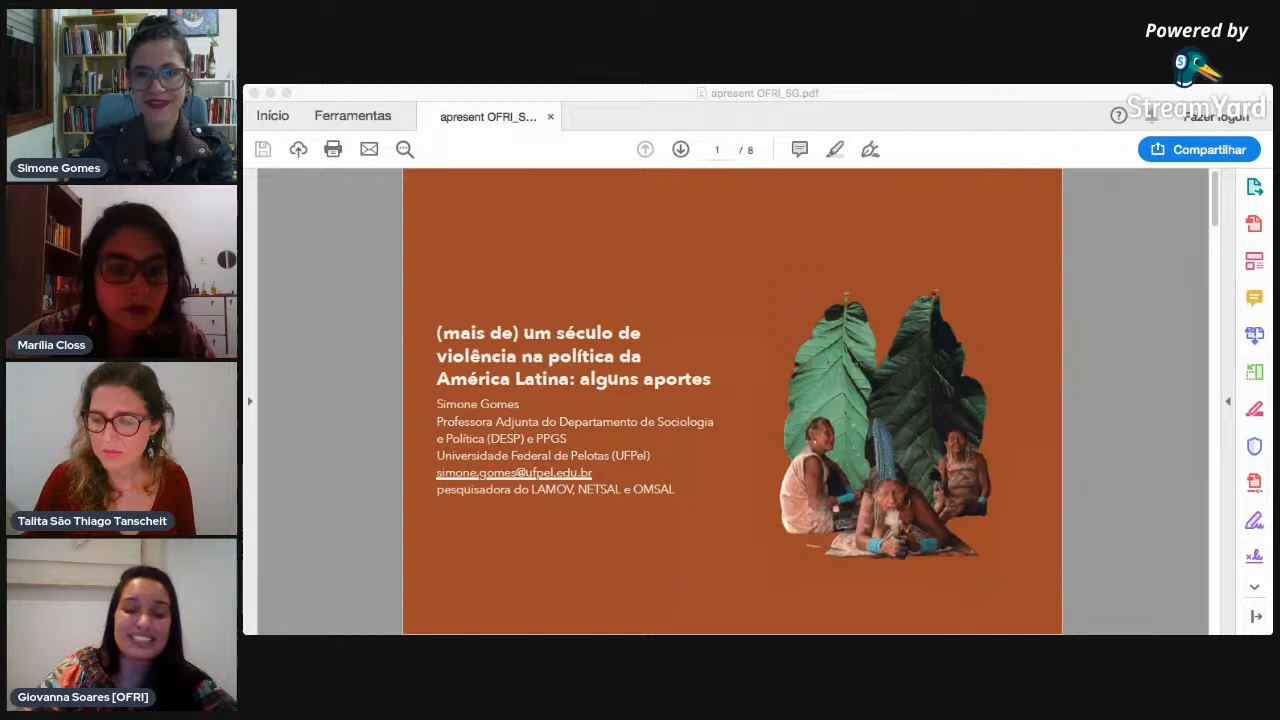 Powered by
StreamYard
apresent OFRI_SG.pdf
Início
Ferramentas
apresent OFRI_S...
×
Fazer logon
1 / 8
Compartilhar
(mais de) um século de
violência na política da
América Latina: alguns aportes
Simone Gomes
Professora Adjunta do Departamento de Sociologia
e Política (DESP) e PPGS
Universidade Federal de Pelotas (UFPel)
simone.gomes@ufpel.edu.br
pesquisadora do LAMOV, NETSAL e OMSAL
Simone Gomes
Marília Closs
Talita São Thiago Tanscheit
Giovanna Soares [OFRI]